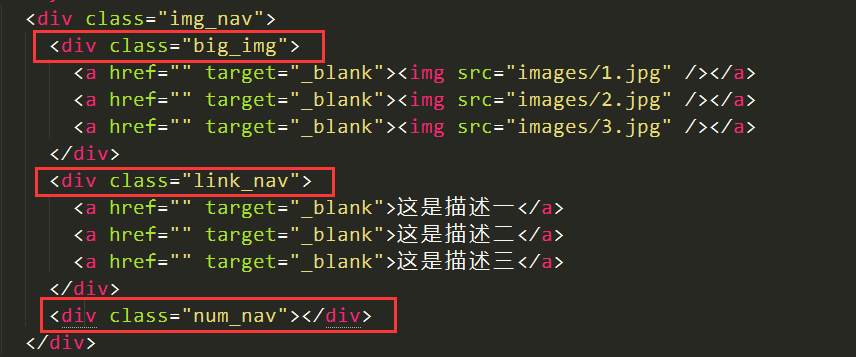 <div class="img_nav">
<div class="big_img">
<a href="" target="_blank"><img src="images/1.jpg" /></a>
<a href="" target="_blank"><img src="images/2.jpg" /></a>
<a href="" target="_blank"><img src="images/3.jpg" /></a>
</div>
<div class="link_nav">
<a href="" target="_blank">这是描述一</a>
<a href="" target="_blank">这是描述二</a>
<a href="" target="_blank">这是描述三</a>
</div>
<div class="num_nav"></div>
</div>